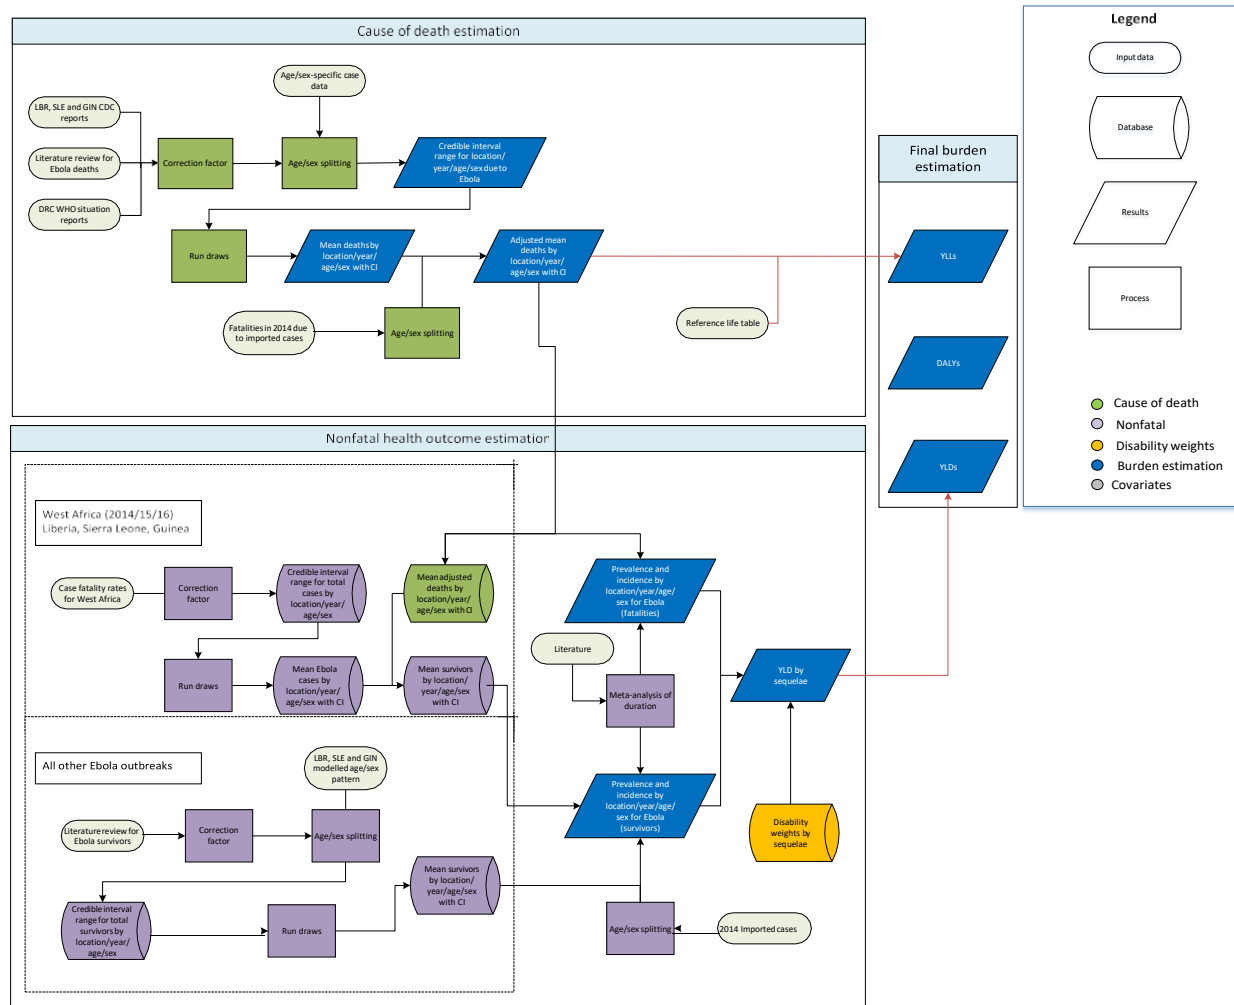 Cause of death estimation
Age/sex-specific case
data
LBR, SLE and GIN CDC
reports
Literature review for
Ebola deaths
DRC WHO situation
reports
Correction factor
Age/sex splitting
Credible interval
range for location/
year/age/sex due to
Ebola
Run draws
Mean deaths by
location/year/
age/sex with CI
Adjusted mean
deaths by
location/year/
age/sex with CI
Fatalities in 2014 due
to imported cases
Age/sex splitting
Reference life table
Final burden
estimation
YLLs
DALYs
YLDs
Legend
Input data
Database
Results
Process
Cause of death
Nonfatal
Disability weights
Burden estimation
Covariates
Nonfatal health outcome estimation
West Africa (2014/15/16)
Liberia, Sierra Leone, Guinea
Case fatality rates
for West Africa
Correction
factor
Credible interval
range for total
cases by
location/year/
age/sex
Mean adjusted
deaths by
location/year/
age/sex with CI
Run draws
Mean Ebola
cases by
location/year/
age/sex with CI
Mean survivors
by location/
year/age/sex
with CI
Prevalence and
incidence by
location/year/age/
sex for Ebola
(fatalities)
Literature
Meta-analysis of
duration
YLD by
sequelae
Prevalence and
incidence by
location/year/age/
sex for Ebola
(survivors)
Disability
weights by
sequelae
All other Ebola outbreaks
LBR, SLE and GIN
modelled age/sex
pattern
Literature review for
Ebola survivors
Correction
factor
Age/sex splitting
Mean survivors
by location/
year/age/sex
with CI
Credible interval
range for total
survivors by
location/year/
age/sex
Run draws
Age/sex splitting
2014 Imported cases